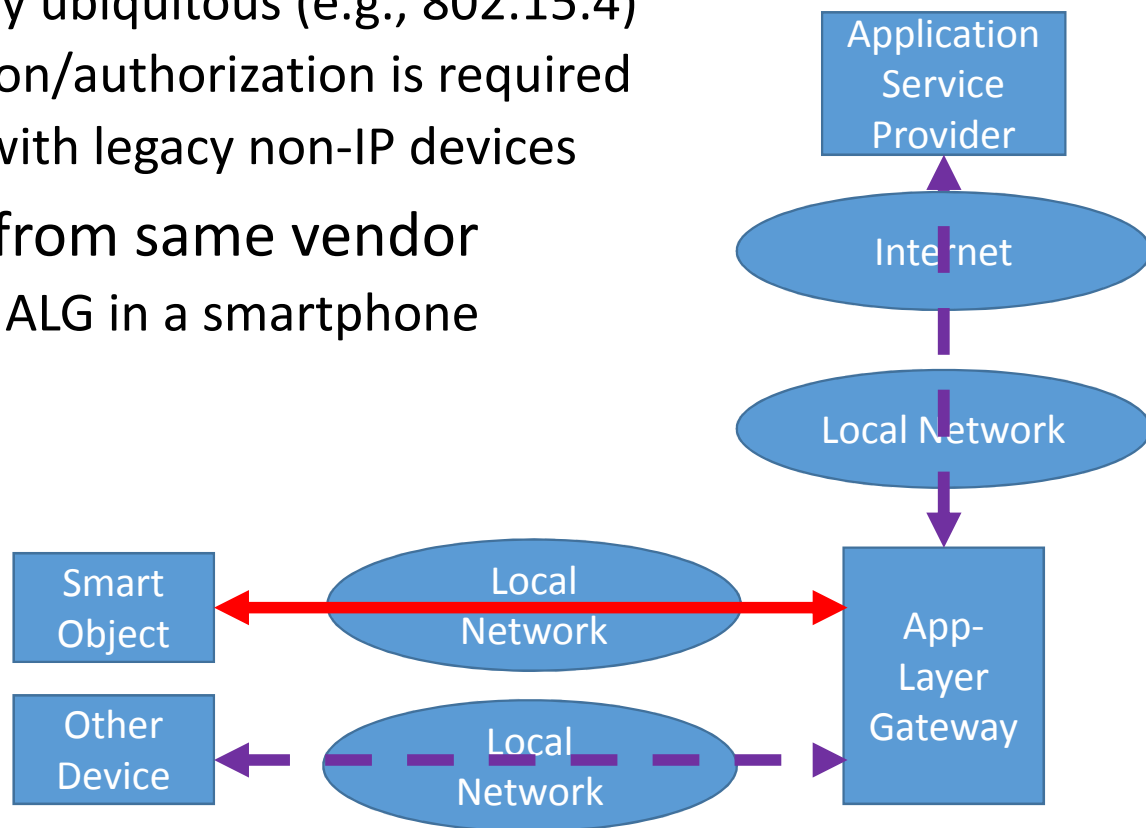 y ubiquitous (e.g., 802.15.4)
on/authorization is required
with legacy non-IP devices
from same vendor
ALG in a smartphone
Application
Service
Provider
Internet
Local Network
Smart
Object
Local
Network
App-
Layer
Gateway
Other
Device
Local
Network